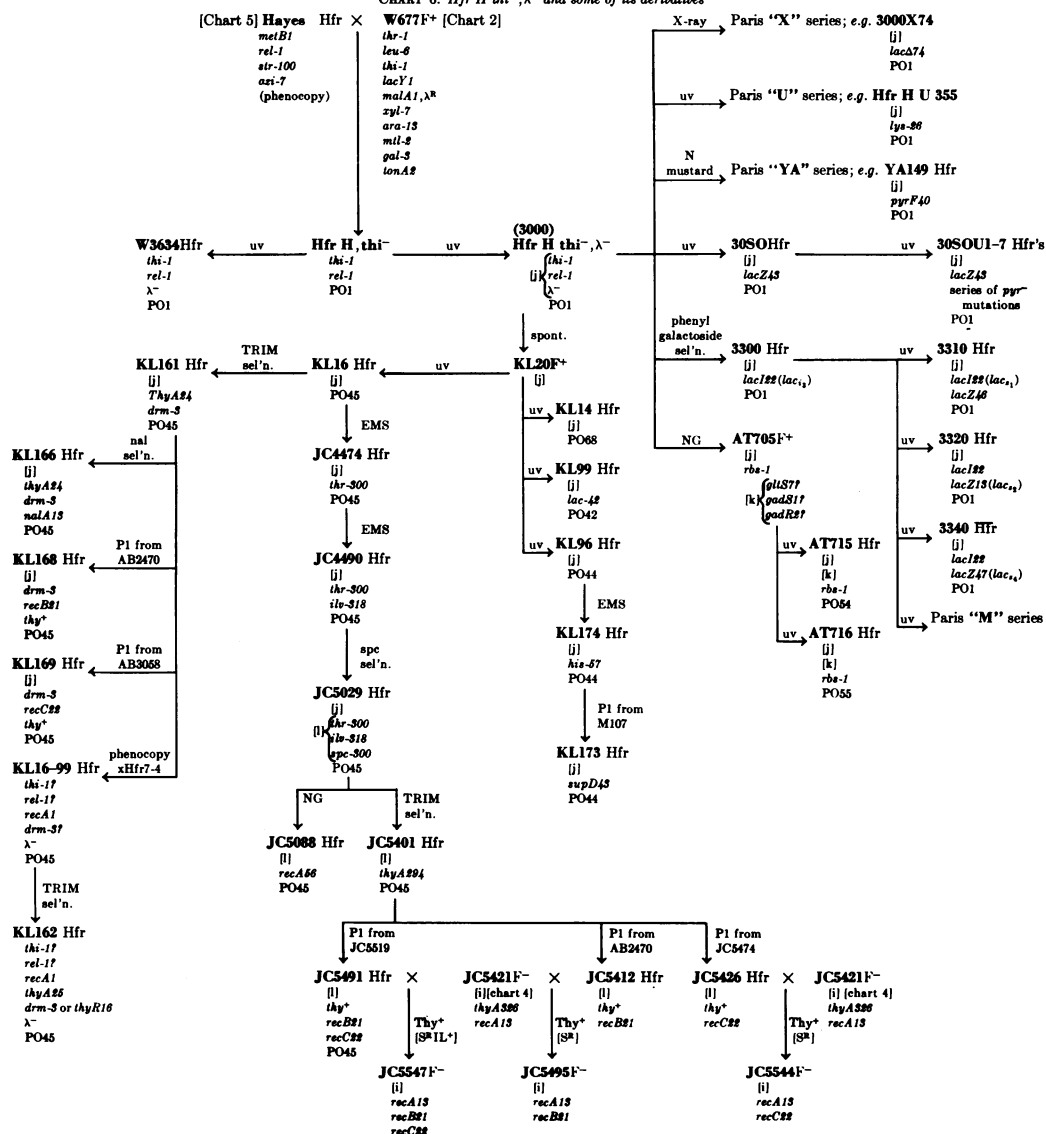 CHART 6. Hfr H thi⁻, λ⁻ and some of its derivatives
[Chart 5] Hayes Hfr × W677F+ [Chart 2]
metB1
rel-1
str-100
azi-7
(phenocopy)
thr-1
leu-6
thi-1
lacY1
malA1, λR
xyl-7
ara-13
mtl-2
gal-3
tonA2
X-ray
Paris "X" series; e.g. 3000X74
[j]
lacΔ74
PO1
uv
Paris "U" series; e.g. Hfr H U 355
[j]
lys-26
PO1
N
mustard
Paris "YA" series; e.g. YA149 Hfr
[j]
pyrF40
PO1
W3634Hfr
thi-1
rel-1
λ⁻
PO1
uv
Hfr H, thi⁻
thi-1
rel-1
PO1
uv
(3000)
Hfr H thi⁻, λ⁻
[j]
thi-1
rel-1
λ⁻
PO1
uv
30SOHfr
[j]
lacZ43
PO1
uv
30SOU1–7 Hfr's
[j]
lacZ43
series of pyr⁻
mutations
PO1
spont.
phenyl
galactoside
sel'n.
3300 Hfr
[j]
lacI22(lac i3)
PO1
uv
3310 Hfr
[j]
lacI22(lac s1)
lacZ46
PO1
KL161 Hfr
[j]
ThyA24
drm-3
PO45
TRIM
sel'n.
KL16 Hfr
[j]
PO45
uv
KL20F+
[j]
uv
KL14 Hfr
[j]
PO68
NG
AT705F+
[j]
rbs-1
[k]
gltS7?
gadS1?
gadR2?
uv
3320 Hfr
[j]
lacI22
lacZ13(lac s2)
PO1
nal
sel'n.
KL166 Hfr
[j]
thyA24
drm-3
nalA13
PO45
EMS
JC4474 Hfr
[j]
thr-300
PO45
uv
KL99 Hfr
[j]
lac-42
PO42
EMS
P1 from
AB2470
KL168 Hfr
[j]
drm-3
recB21
thy+
PO45
JC4490 Hfr
[j]
thr-300
ilv-318
PO45
uv
KL96 Hfr
[j]
PO44
uv
AT715 Hfr
[j]
[k]
rbs-1
PO54
uv
3340 Hfr
[j]
lacI22
lacZ47(lac s4)
PO1
EMS
KL174 Hfr
[j]
his-57
PO44
uv
AT716 Hfr
[j]
[k]
rbs-1
PO55
uv
Paris "M" series
P1 from
AB3058
KL169 Hfr
[j]
drm-3
recC22
thy+
PO45
spc
sel'n.
JC5029 Hfr
[j]
[l]
thr-300
ilv-318
spc-300
PO45
P1 from
M107
KL173 Hfr
[j]
supD43
PO44
phenocopy
xHfr7-4
KL16–99 Hfr
thi-1?
rel-1?
recA1
drm-3?
λ⁻
PO45
NG
TRIM
sel'n.
JC5088 Hfr
[l]
recA56
PO45
JC5401 Hfr
[l]
thyA294
PO45
TRIM
sel'n.
KL162 Hfr
thi-1?
rel-1?
recA1
thyA25
drm-3 or thyR16
λ⁻
PO45
P1 from
JC5519
P1 from
AB2470
P1 from
JC5474
JC5491 Hfr × JC5421F⁻ × JC5412 Hfr JC5426 Hfr × JC5421F⁻
[l]
thy+
recB21
recC22
PO45
[i][chart 4]
thyA326
recA13
[l]
thy+
recB21
[l]
thy+
recC22
[i] [chart 4]
thyA326
recA13
Thy+
[SR IL+]
Thy+
[SR]
Thy+
[SR]
JC5547F⁻
[i]
recA13
recB21
recC22
JC5495F⁻
[i]
recA13
recB21
JC5544F⁻
[i]
recA13
recC22